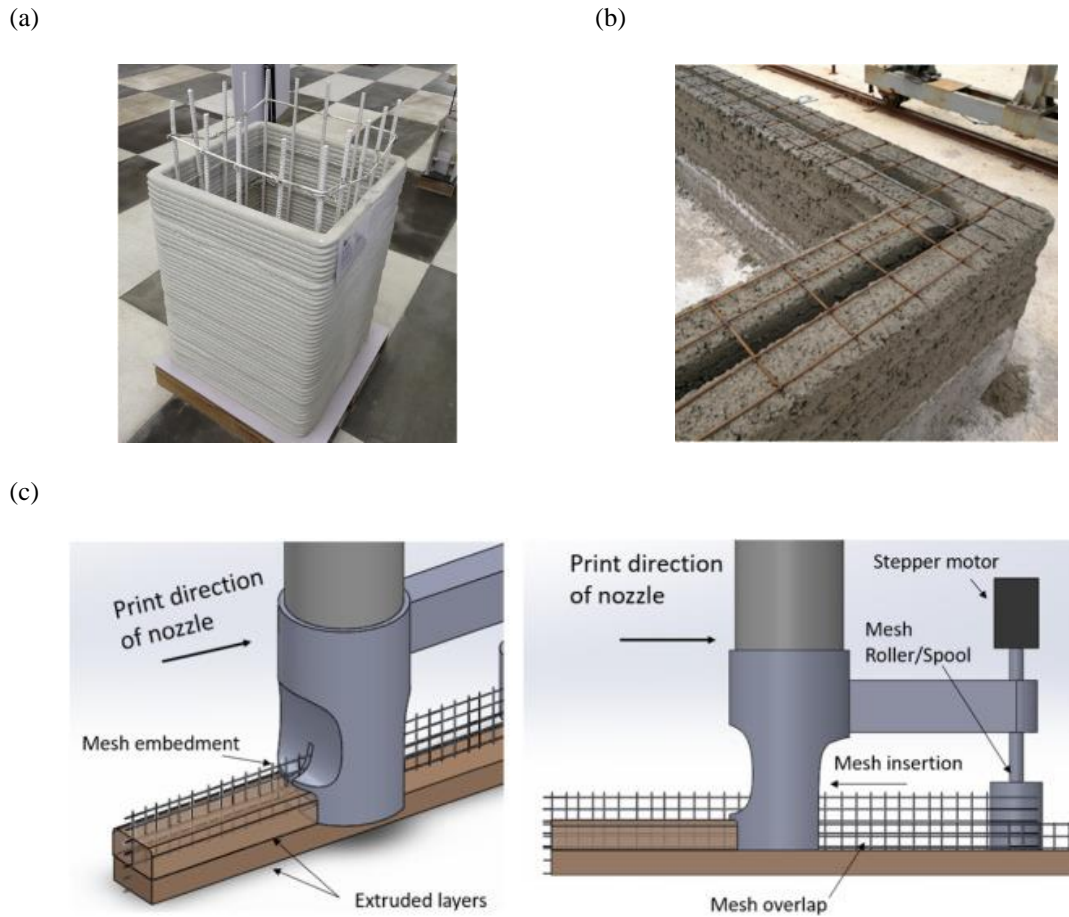 (a)
(b)
(c)
Print direction
of nozzle
Mesh embedment
Extruded layers
Print direction
of nozzle
Stepper motor
Mesh
Roller/Spool
Mesh insertion
Mesh overlap